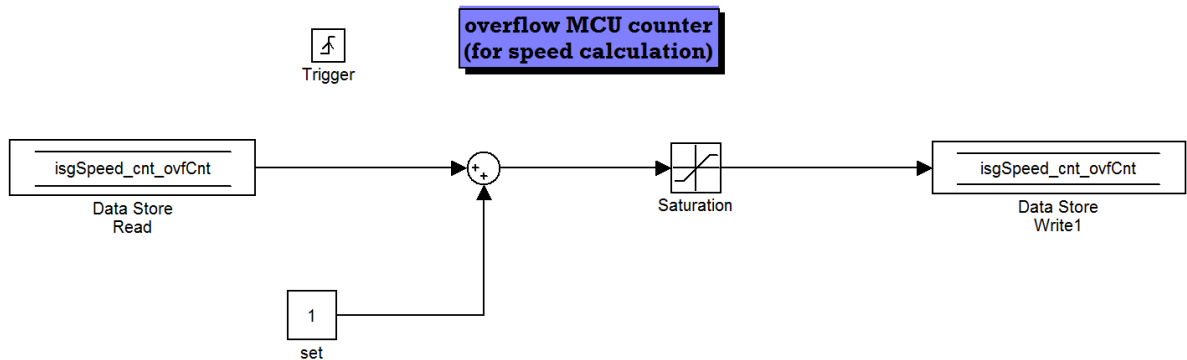 overflow MCU counter
(for speed calculation)
Trigger
isgSpeed_cnt_ovfCnt
Data Store
Read
+
+
Saturation
isgSpeed_cnt_ovfCnt
Data Store
Write1
1
set